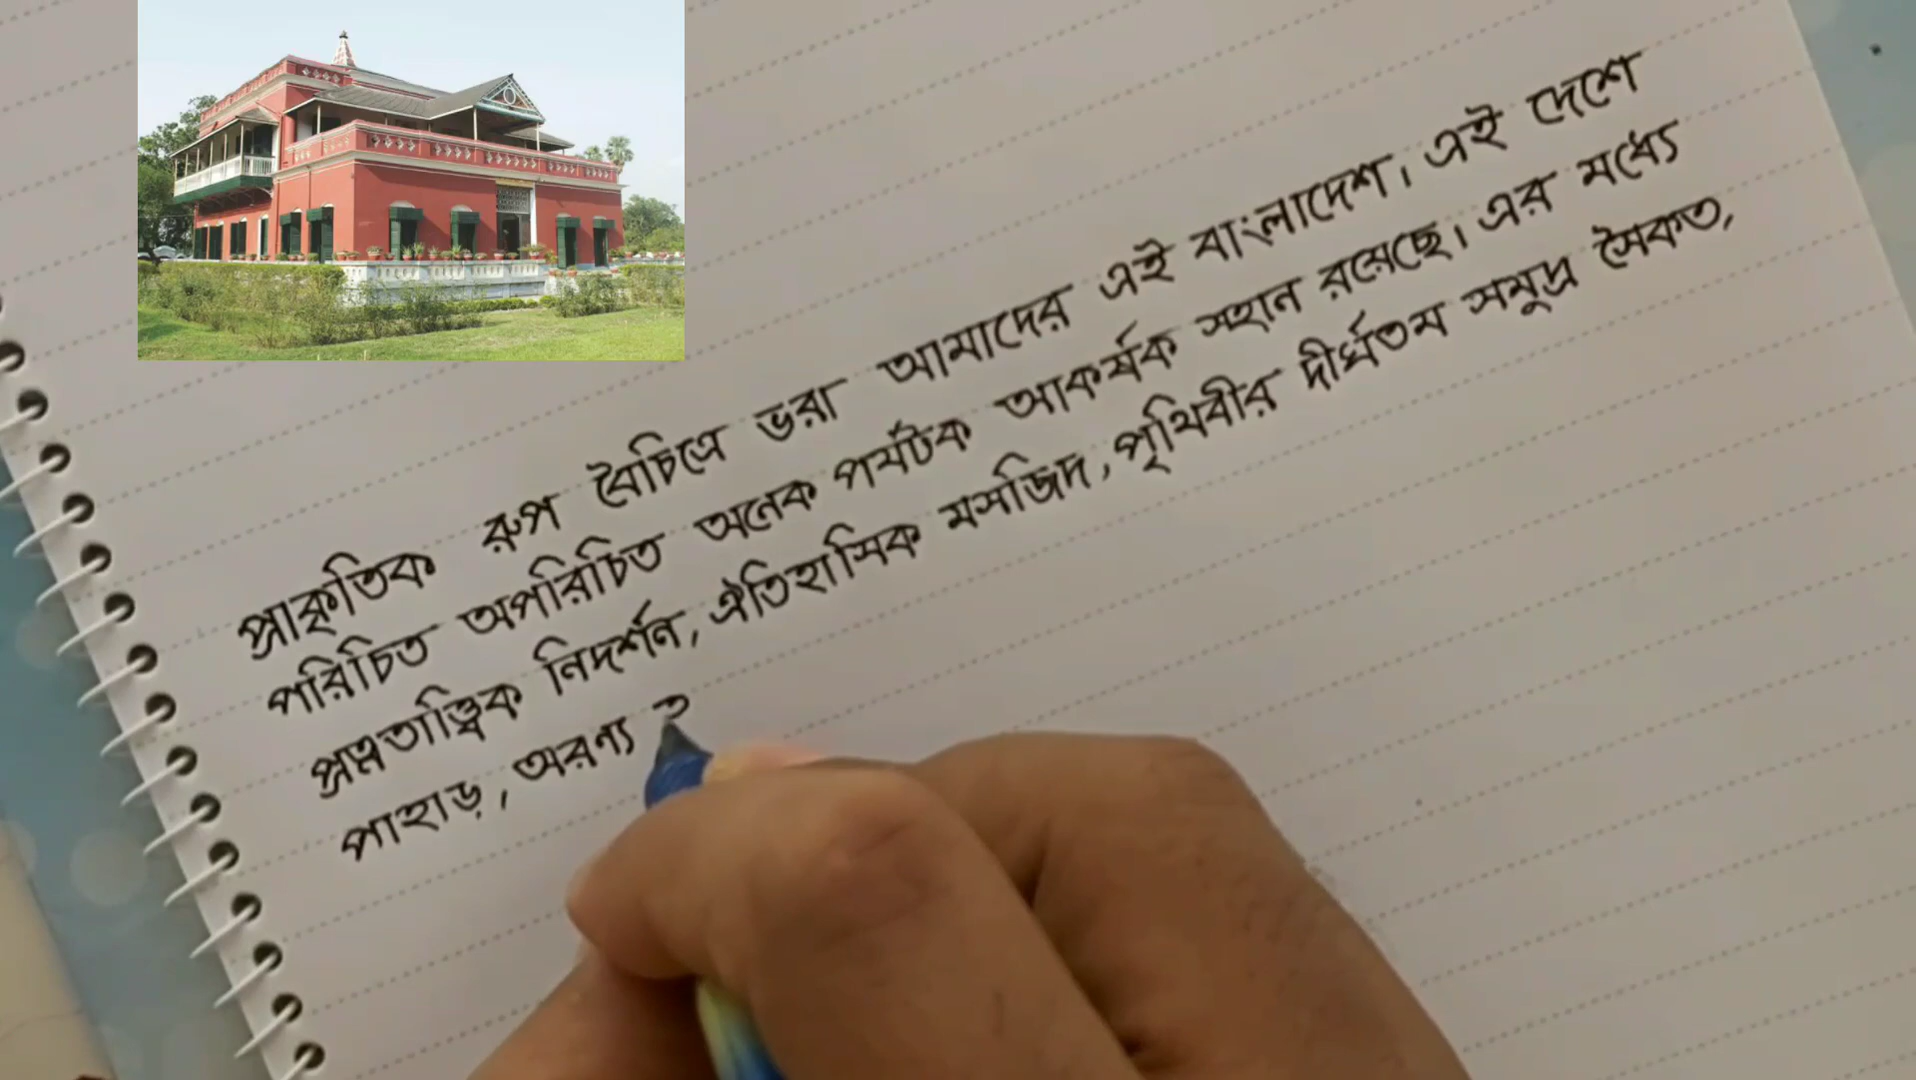 প্রাকৃতিক রুপ বৈচিত্রে ভরা আমাদের এই বাংলাদেশ। এই দেশে
পরিচিত অপরিচিত অনেক পর্যটক আকর্ষক স্হান রয়েছে। এর মধ্যে
প্রত্নতাত্ত্বিক নিদর্শন, ঐতিহাসিক মসজিদ, পৃথিবীর দীর্ঘতম সমুদ্র সৈকত,
পাহাড়, অরণ্য